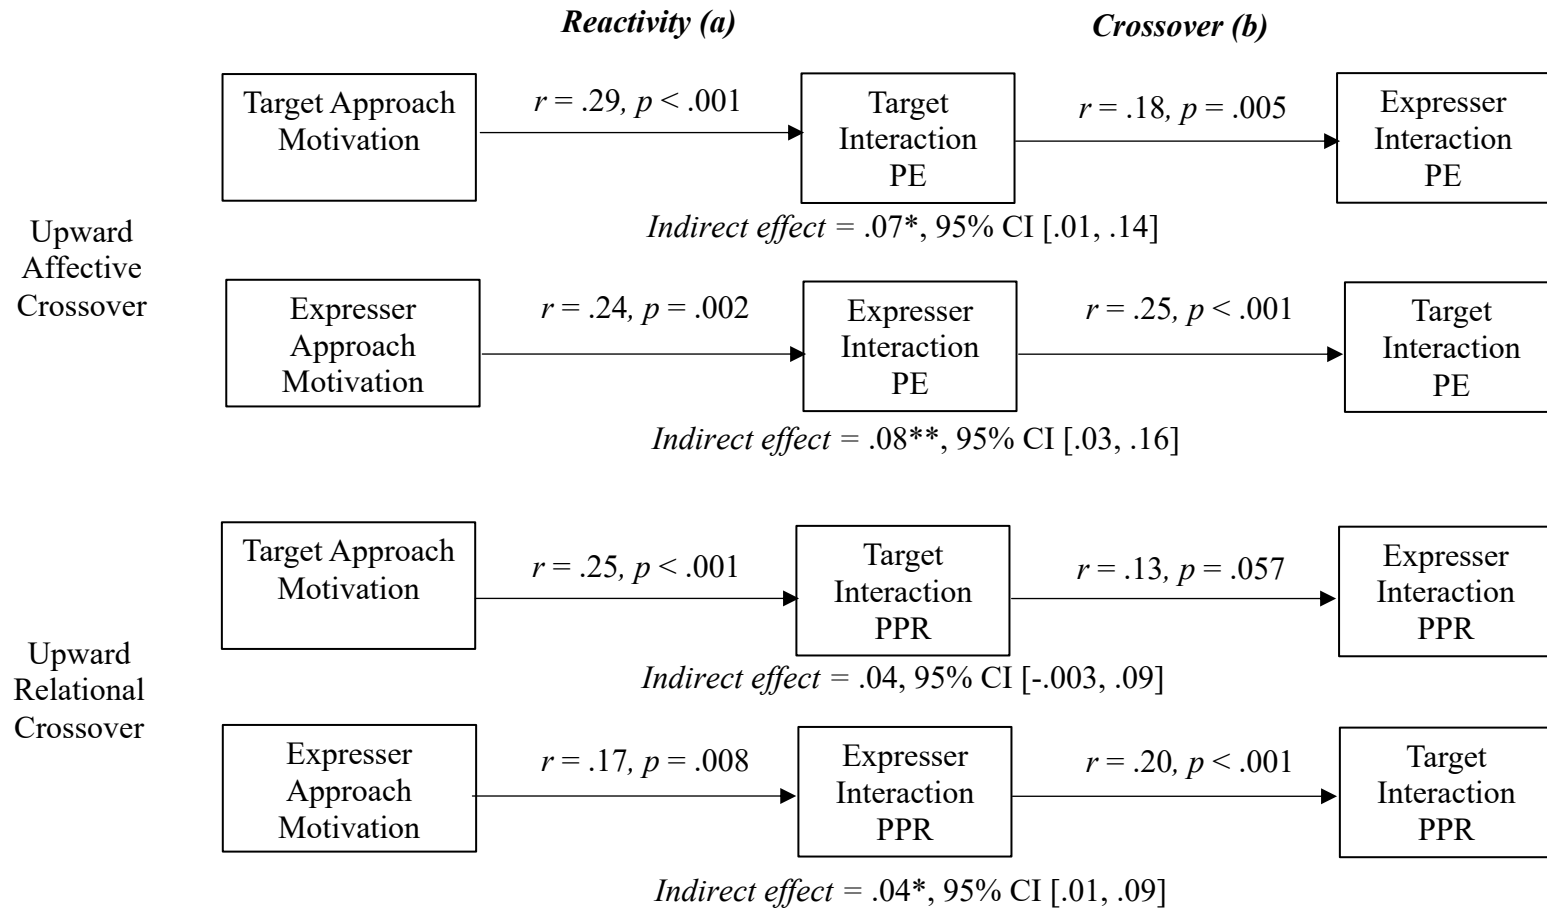 Reactivity (a)
Crossover (b)
Upward
Affective
Crossover
Target Approach
Motivation
r = .29, p < .001
Target
Interaction
PE
r = .18, p = .005
Expresser
Interaction
PE
Indirect effect = .07*, 95% CI [.01, .14]
Expresser
Approach
Motivation
r = .24, p = .002
Expresser
Interaction
PE
r = .25, p < .001
Target
Interaction
PE
Indirect effect = .08**, 95% CI [.03, .16]
Upward
Relational
Crossover
Target Approach
Motivation
r = .25, p < .001
Target
Interaction
PPR
r = .13, p = .057
Expresser
Interaction
PPR
Indirect effect = .04, 95% CI [-.003, .09]
Expresser
Approach
Motivation
r = .17, p = .008
Expresser
Interaction
PPR
r = .20, p < .001
Target
Interaction
PPR
Indirect effect = .04*, 95% CI [.01, .09]